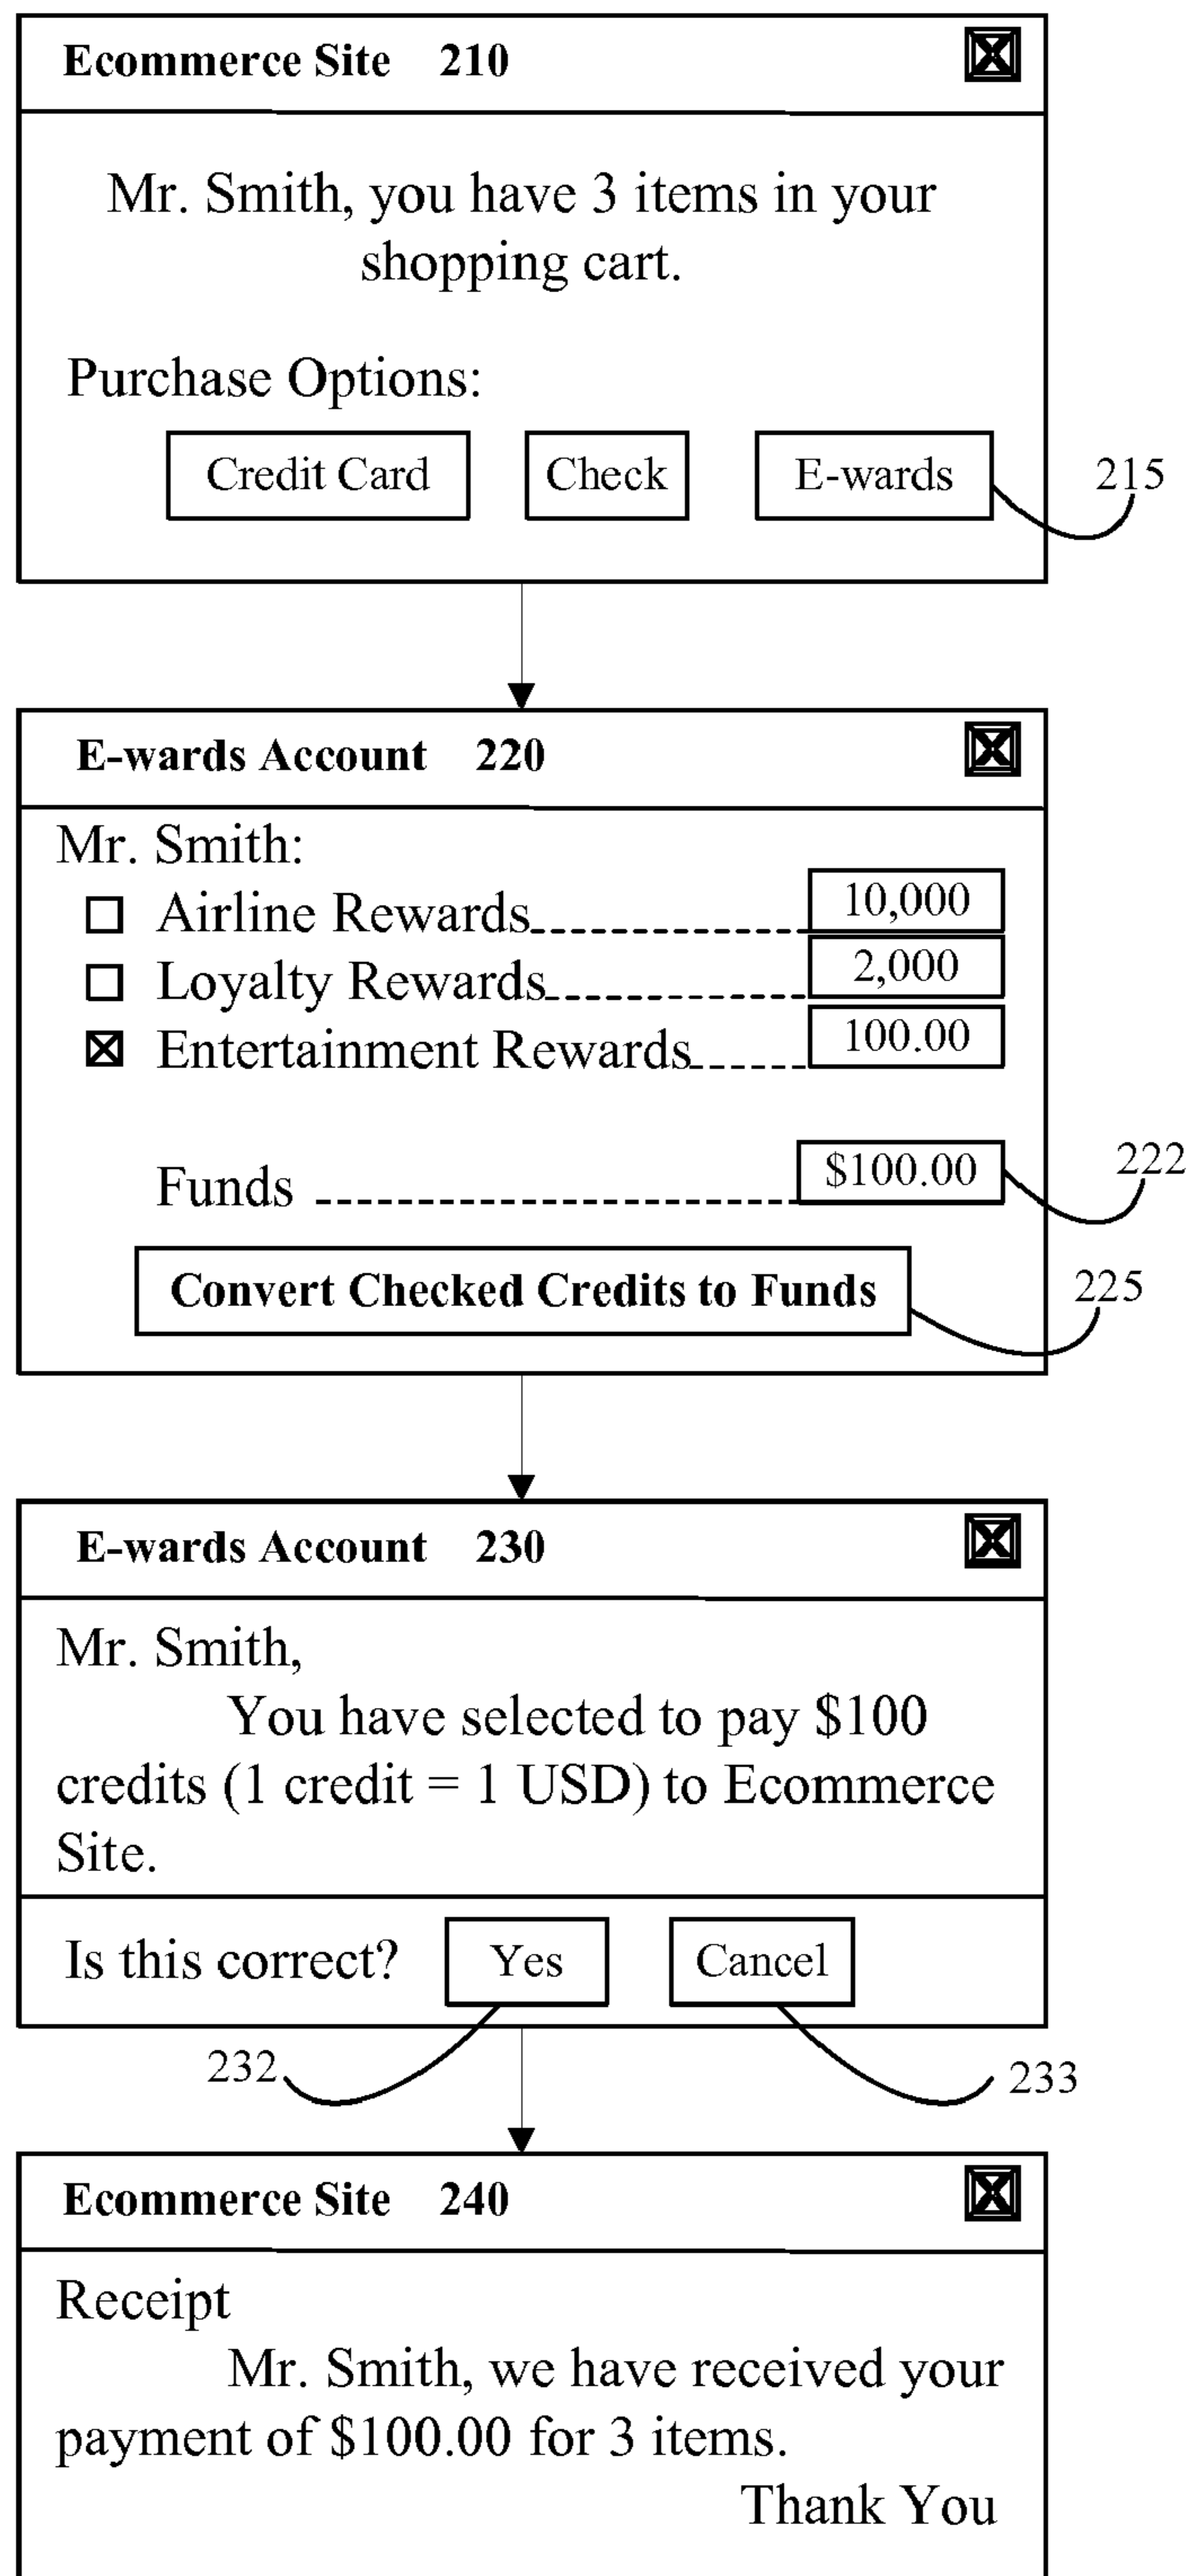 Ecommerce Site 210
Mr. Smith, you have 3 items in your
shopping cart.
Purchase Options:
Credit Card Check E-wards 215
E-wards Account 220
Mr. Smith:
Airline Rewards 10,000
Loyalty Rewards 2,000
Entertainment Rewards 100.00
Funds $100.00 222
Convert Checked Credits to Funds 225
E-wards Account 230
Mr. Smith,
You have selected to pay $100
credits (1 credit = 1 USD) to Ecommerce
Site.
Is this correct? Yes Cancel
232 233
Ecommerce Site 240
Receipt
Mr. Smith, we have received your
payment of $100.00 for 3 items.
Thank You